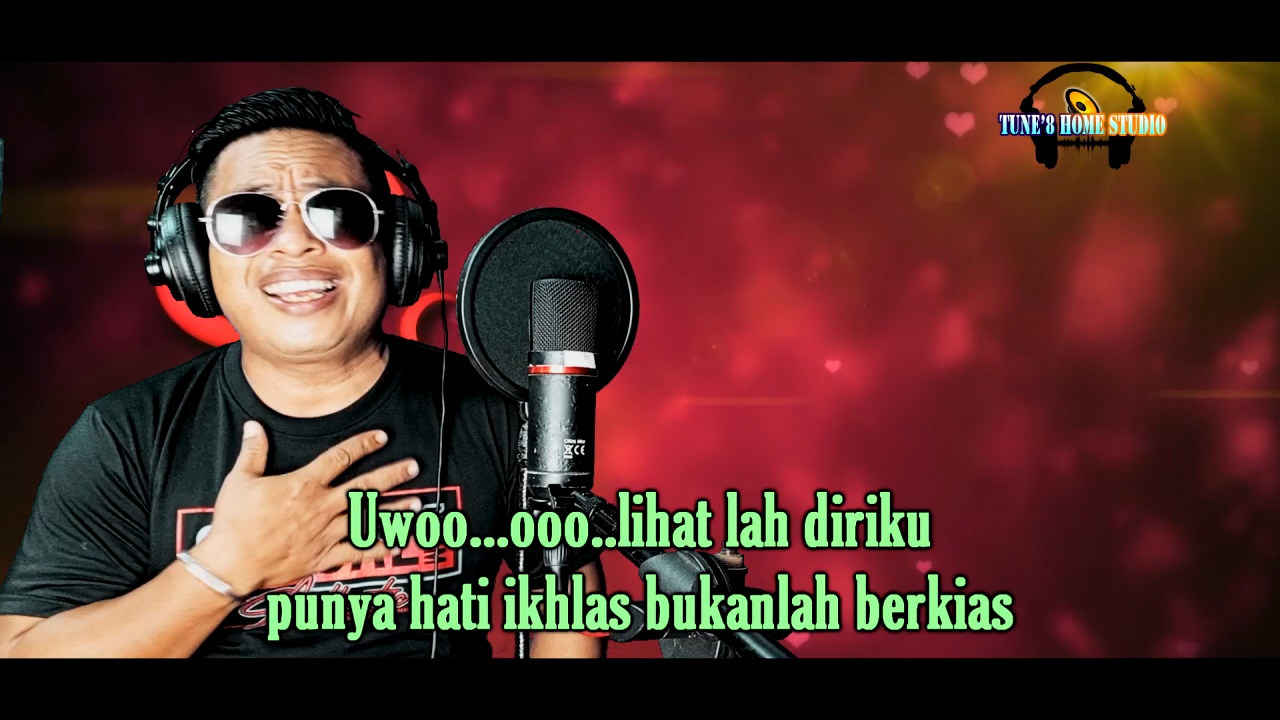 TUNE'8 HOME STUDIO
Uwoo...ooo..lihat lah diriku
punya hati ikhlas bukanlah berkias